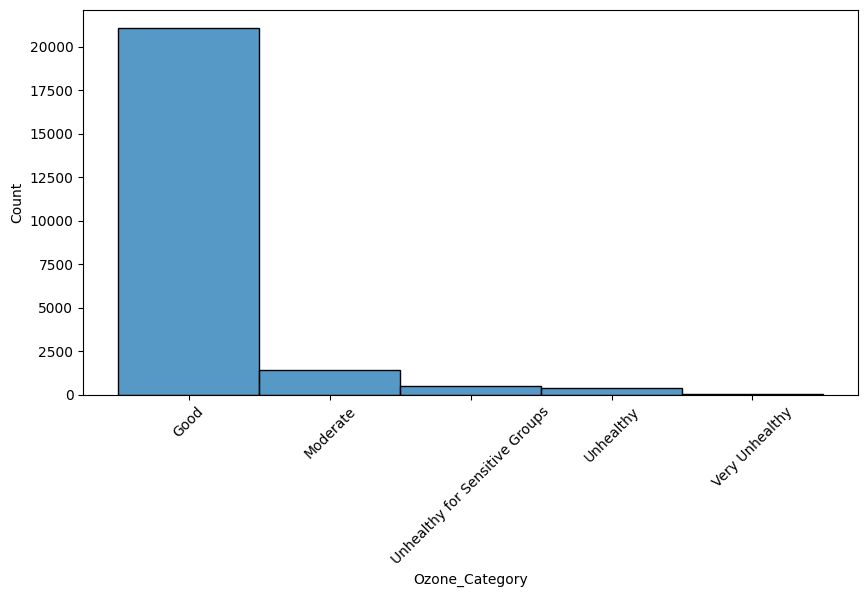 20000
17500
15000
12500
10000
7500
5000
2500
0
Count
Good
Moderate
Unhealthy for Sensitive Groups
Unhealthy
Very Unhealthy
Ozone_Category